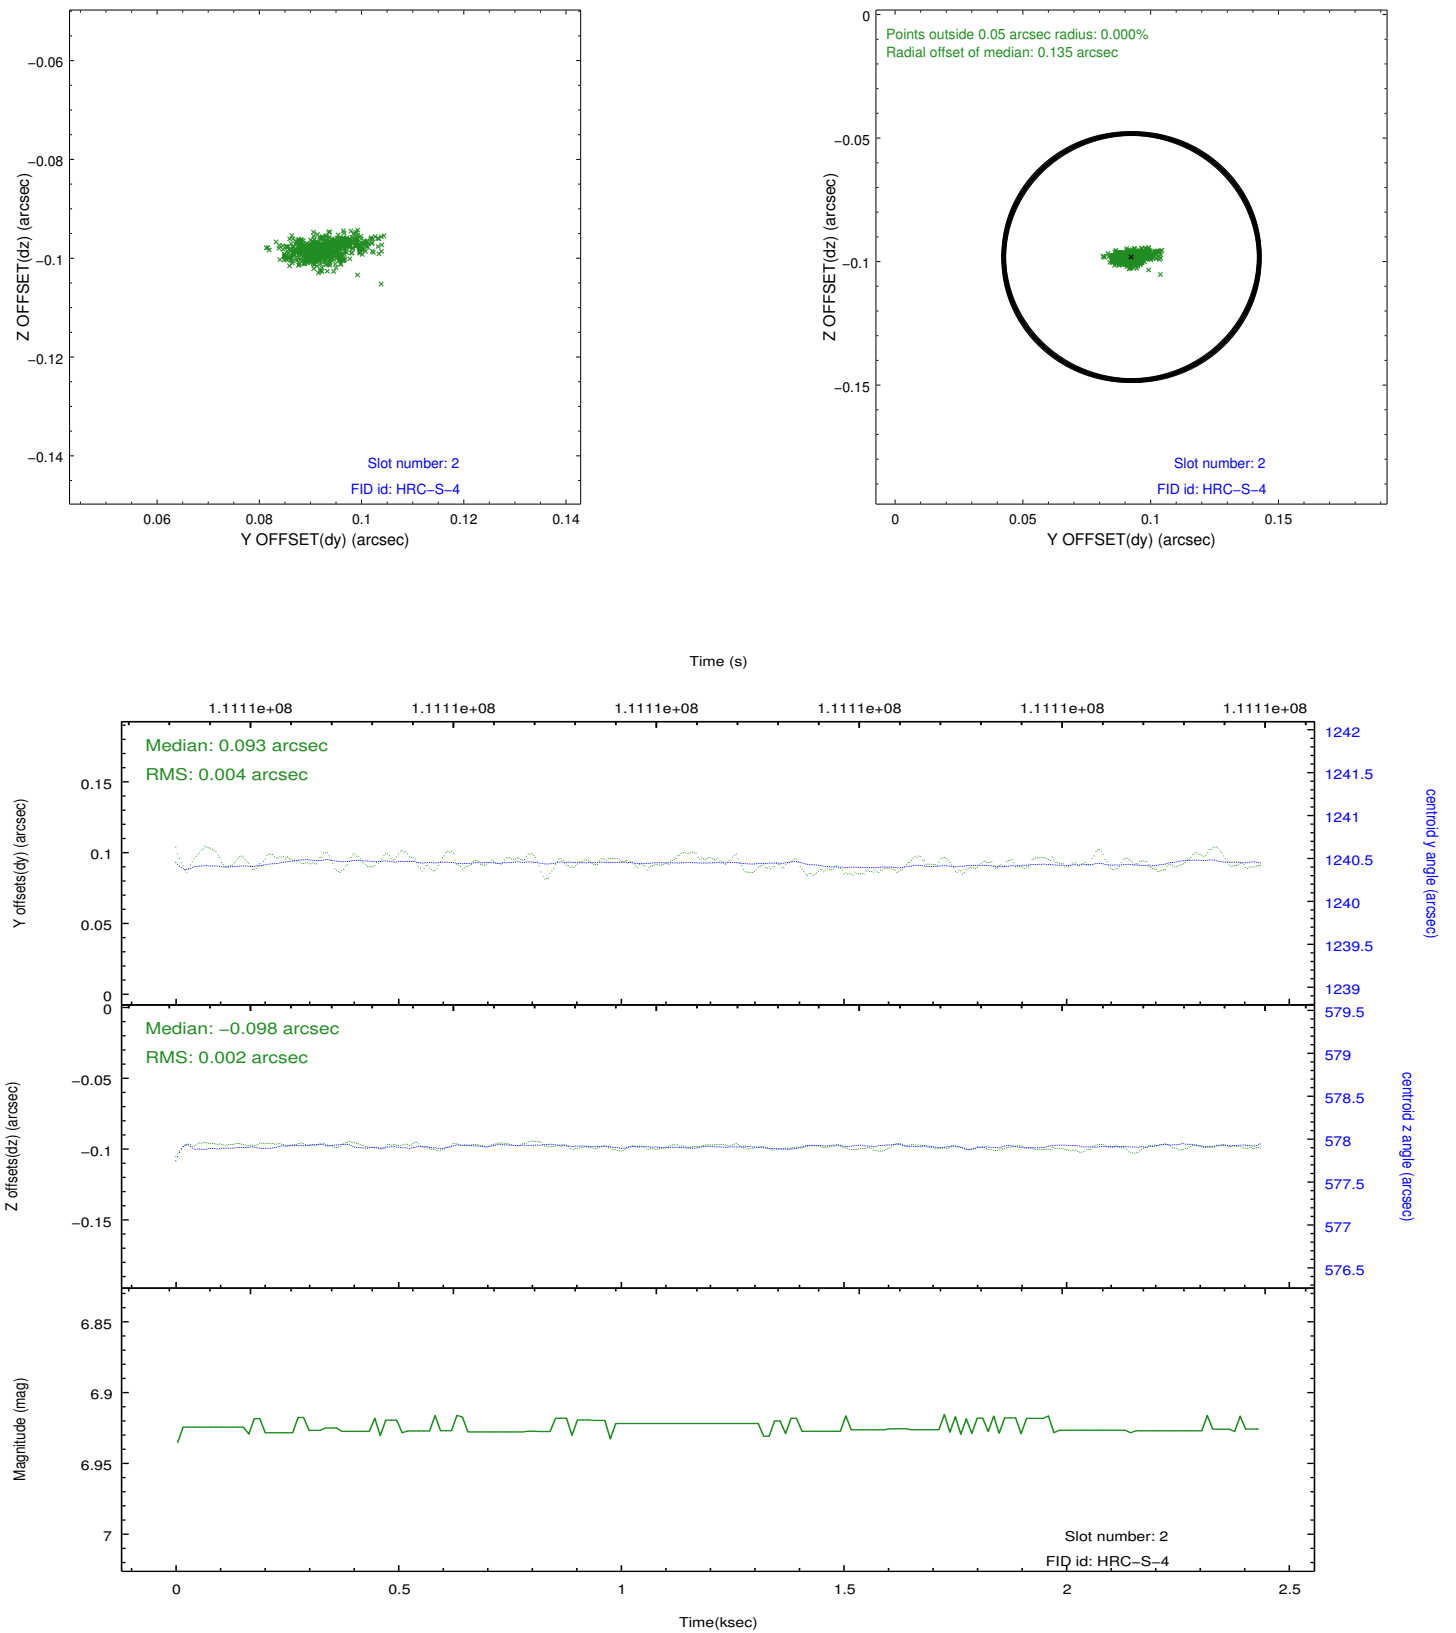 −0.06
−0.08
−0.1
−0.12
−0.14
Z OFFSET(dz) (arcsec)
Slot number: 2
FID id: HRC−S−4
0.06 0.08 0.1 0.12 0.14
Y OFFSET(dy) (arcsec)
Points outside 0.05 arcsec radius: 0.000%
Radial offset of median: 0.135 arcsec
0
−0.05
−0.1
−0.15
Z OFFSET(dz) (arcsec)
Slot number: 2
FID id: HRC−S−4
0 0.05 0.1 0.15
Y OFFSET(dy) (arcsec)
Time (s)
1.1111e+08 1.1111e+08 1.1111e+08 1.1111e+08 1.1111e+08 1.1111e+08
Median: 0.093 arcsec
RMS: 0.004 arcsec
0.15
0.1
0.05
0
Y offsets(dy) (arcsec)
1242
1241.5
1241
1240.5
1240
1239.5
1239
centroid y angle (arcsec)
Median: −0.098 arcsec
RMS: 0.002 arcsec
0
−0.05
−0.1
−0.15
Z offsets(dz) (arcsec)
579.5
579
578.5
578
577.5
577
576.5
centroid z angle (arcsec)
6.85
6.9
6.95
7
Magnitude (mag)
Slot number: 2
FID id: HRC−S−4
0 0.5 1 1.5 2 2.5
Time(ksec)